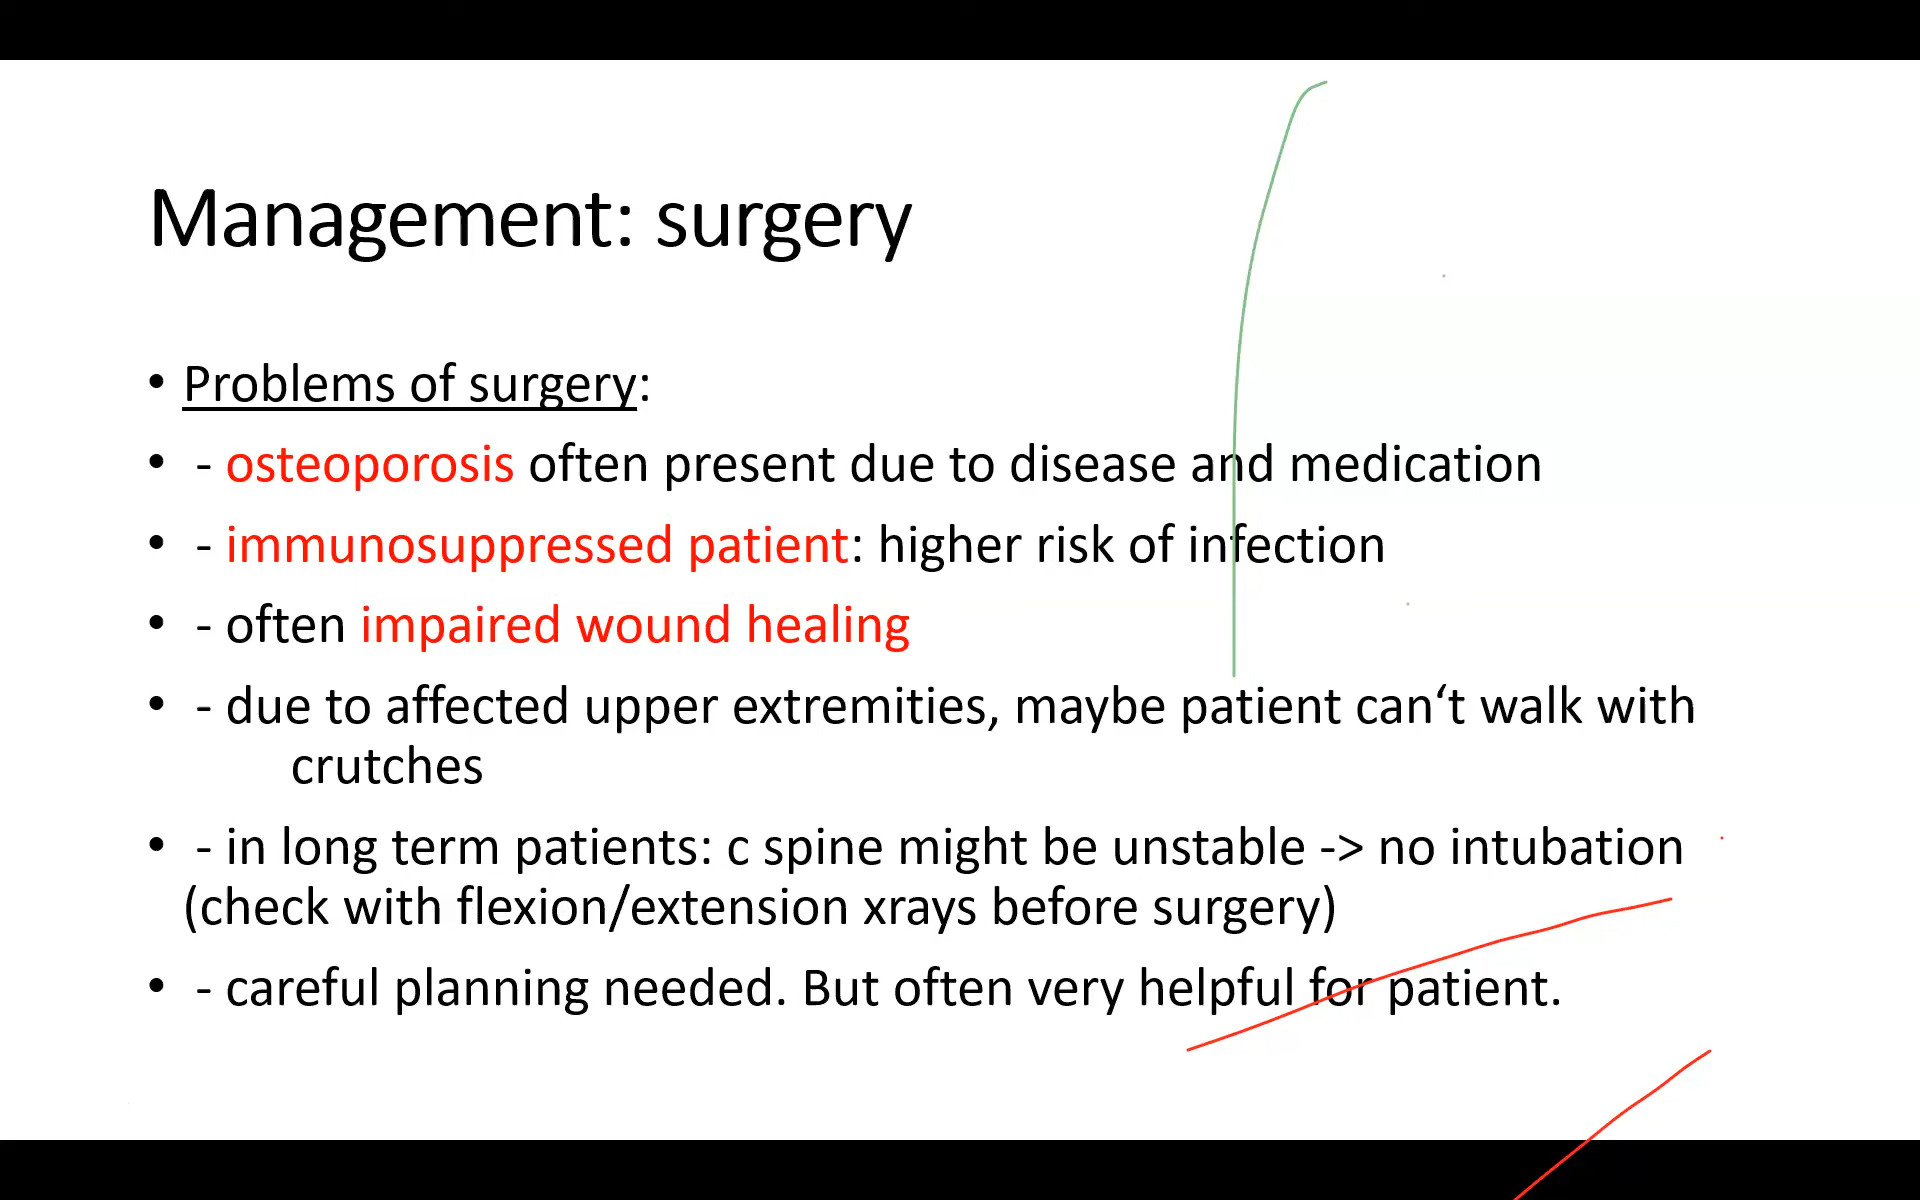 Management: surgery
• Problems of surgery:
• - osteoporosis often present due to disease and medication
• - immunosuppressed patient: higher risk of infection
• - often impaired wound healing
• - due to affected upper extremities, maybe patient can‘t walk with
crutches
• - in long term patients: c spine might be unstable -> no intubation
(check with flexion/extension xrays before surgery)
• - careful planning needed. But often very helpful for patient.